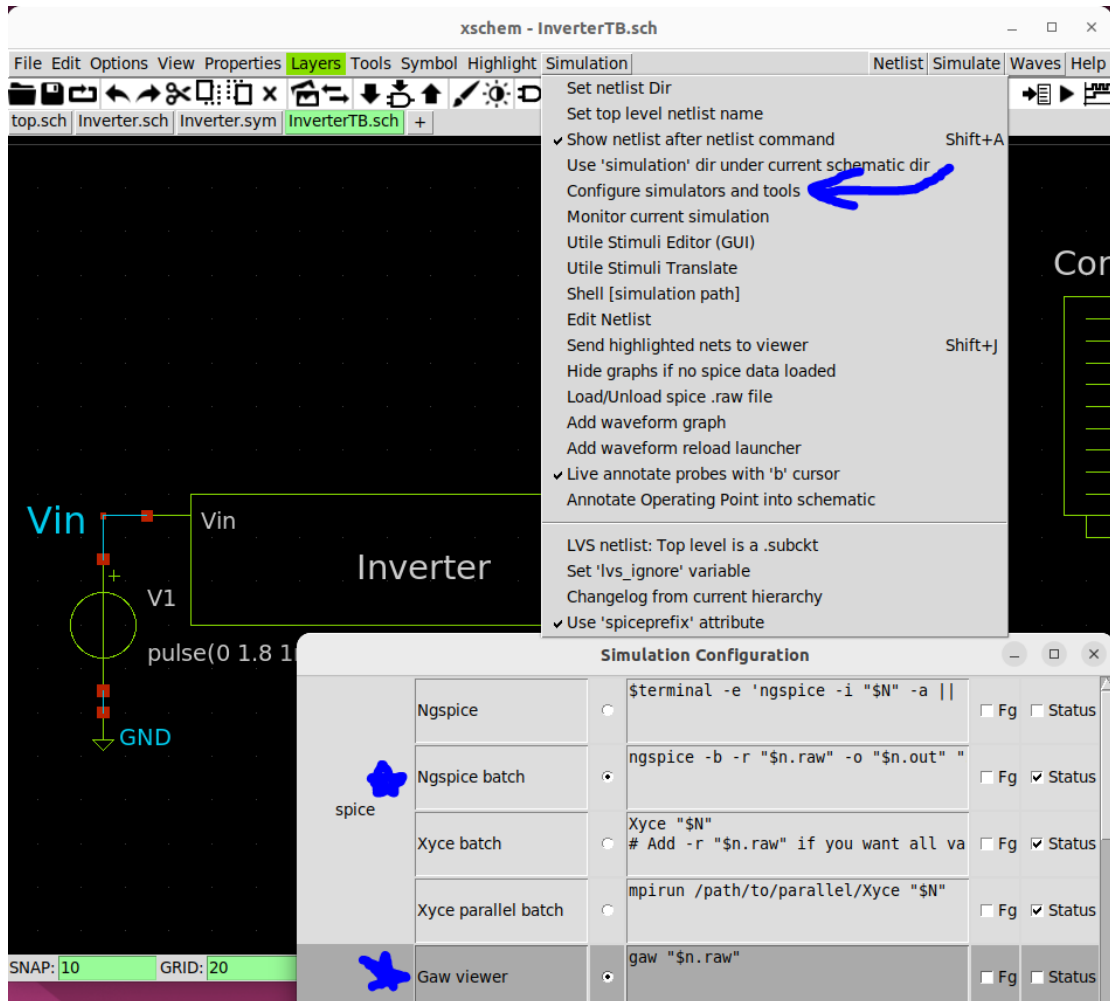 xschem - InverterTB.sch
File Edit Options View Properties Layers Tools Symbol Highlight Simulation Netlist Simulate Waves Help
top.sch Inverter.sch Inverter.sym InverterTB.sch +
Set netlist Dir
Set top level netlist name
Show netlist after netlist command Shift+A
Use 'simulation' dir under current schematic dir
Configure simulators and tools
Monitor current simulation
Utile Stimuli Editor (GUI)
Utile Stimuli Translate
Shell [simulation path]
Edit Netlist
Send highlighted nets to viewer Shift+J
Hide graphs if no spice data loaded
Load/Unload spice .raw file
Add waveform graph
Add waveform reload launcher
Live annotate probes with 'b' cursor
Annotate Operating Point into schematic
LVS netlist: Top level is a .subckt
Set 'lvs_ignore' variable
Changelog from current hierarchy
Use 'spiceprefix' attribute
Cor
Vin
Vin
Inverter
+
V1
pulse(0 1.8 1
GND
Simulation Configuration
spice
Ngspice
$terminal -e 'ngspice -i "$N" -a ||
Fg Status
Ngspice batch
ngspice -b -r "$n.raw" -o "$n.out" "
Fg Status
Xyce batch
Xyce "$N"
# Add -r "$n.raw" if you want all va
Fg Status
Xyce parallel batch
mpirun /path/to/parallel/Xyce "$N"
Fg Status
Gaw viewer
gaw "$n.raw"
Fg Status
SNAP: 10 GRID: 20